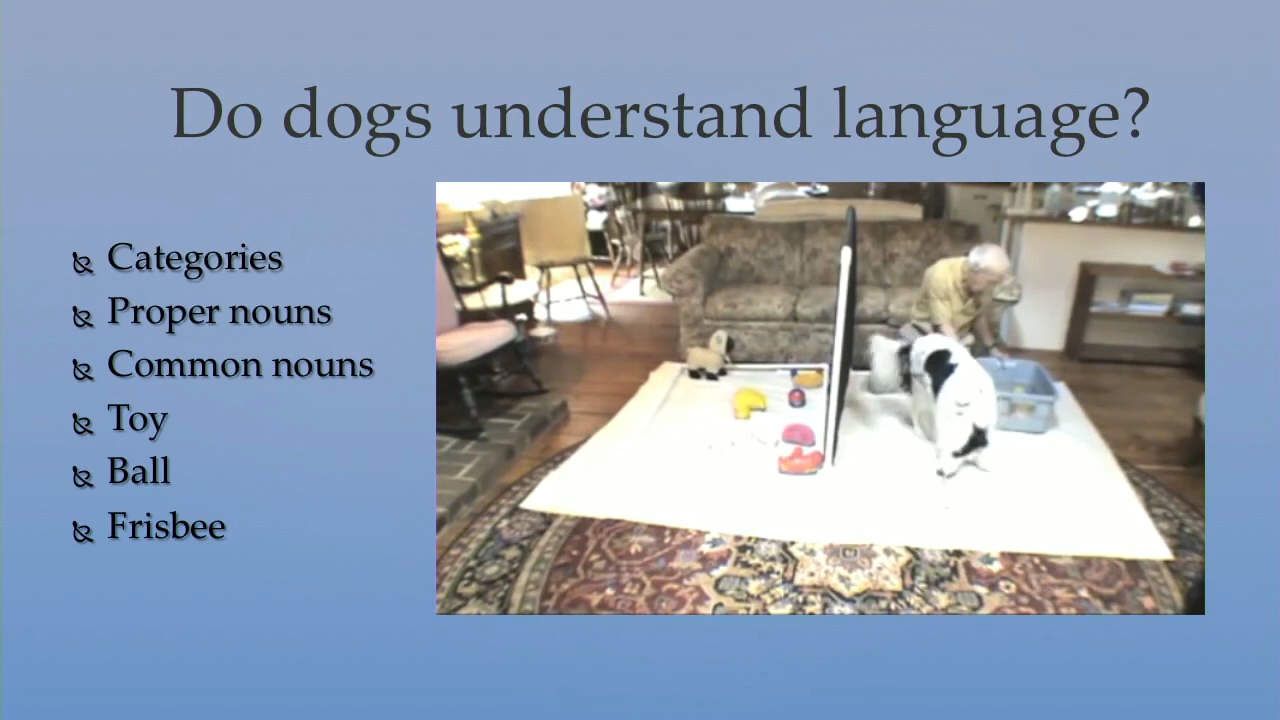 Do dogs understand language?
Categories
Proper nouns
Common nouns
Toy
Ball
Frisbee